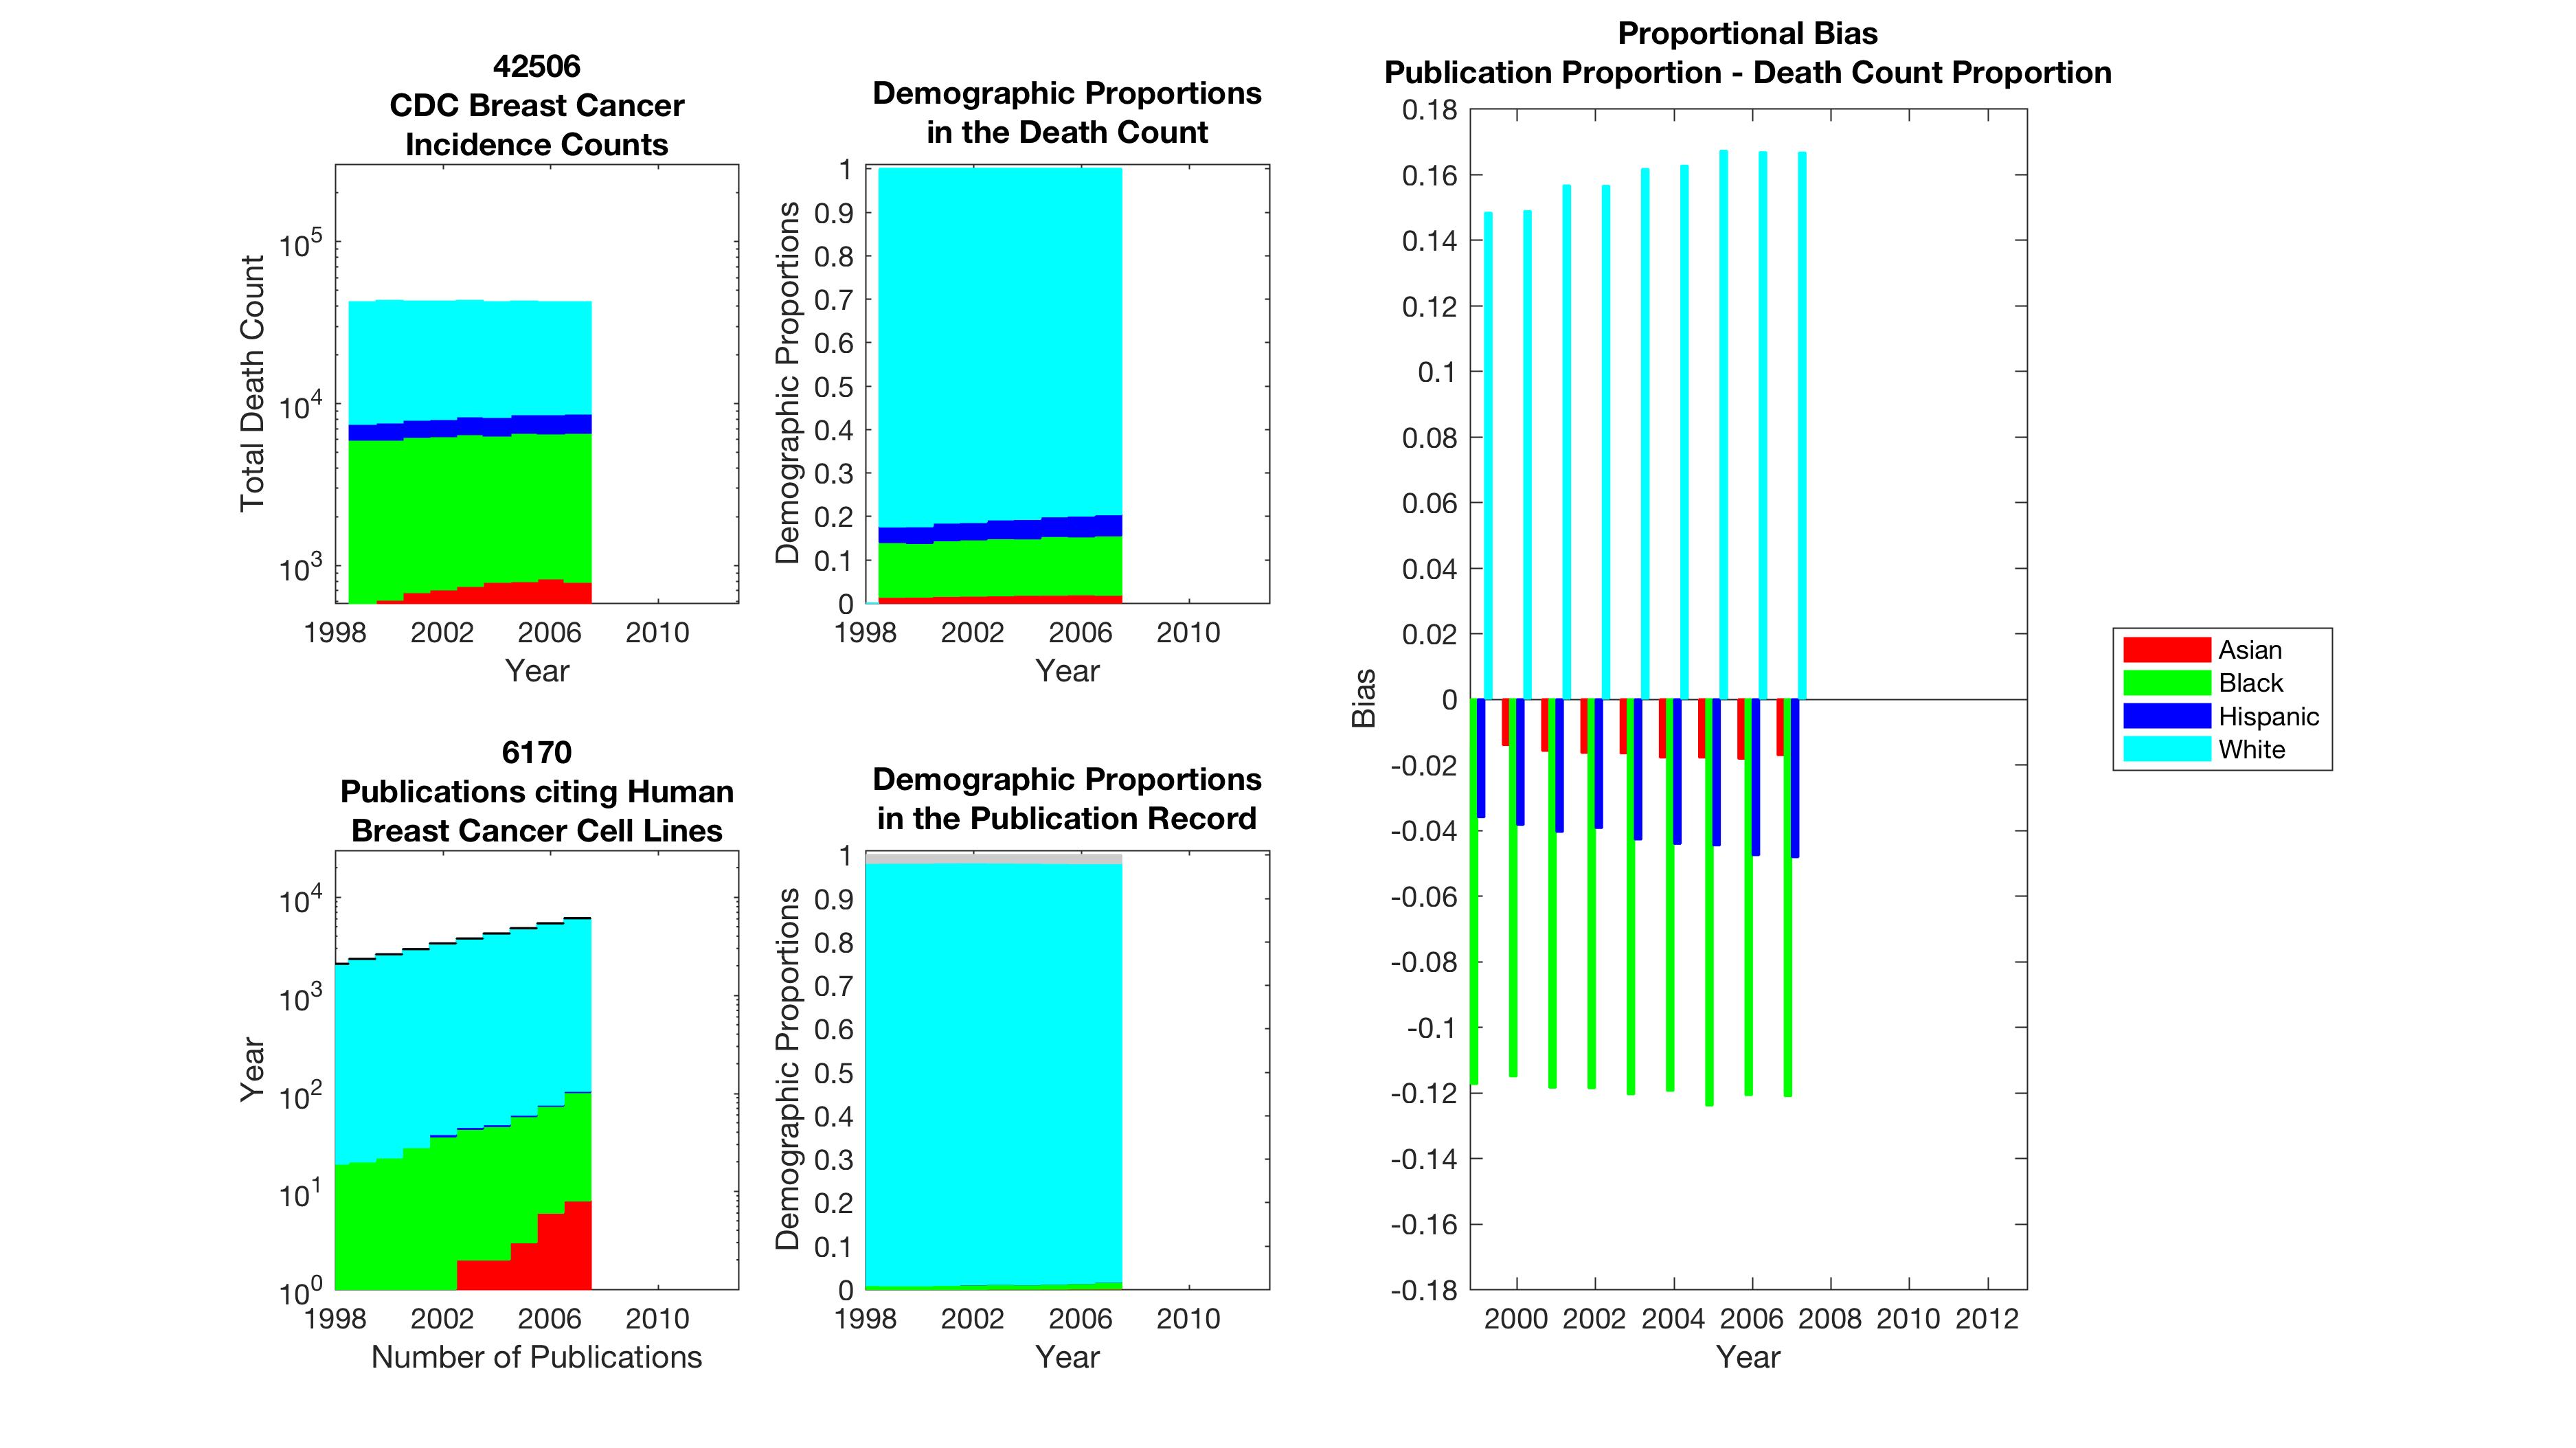 42506
CDC Breast Cancer
Incidence Counts
Total Death Count
10^5
10^4
10^3
1998 2002 2006 2010
Year
Demographic Proportions
in the Death Count
Demographic Proportions
1
0.9
0.8
0.7
0.6
0.5
0.4
0.3
0.2
0.1
0
1998 2002 2006 2010
Year
6170
Publications citing Human
Breast Cancer Cell Lines
Year
10^4
10^3
10^2
10^1
10^0
1998 2002 2006 2010
Number of Publications
Demographic Proportions
in the Publication Record
Demographic Proportions
1
0.9
0.8
0.7
0.6
0.5
0.4
0.3
0.2
0.1
0
1998 2002 2006 2010
Year
Proportional Bias
Publication Proportion - Death Count Proportion
Bias
0.18
0.16
0.14
0.12
0.1
0.08
0.06
0.04
0.02
0
-0.02
-0.04
-0.06
-0.08
-0.1
-0.12
-0.14
-0.16
-0.18
2000 2002 2004 2006 2008 2010 2012
Year
Asian
Black
Hispanic
White